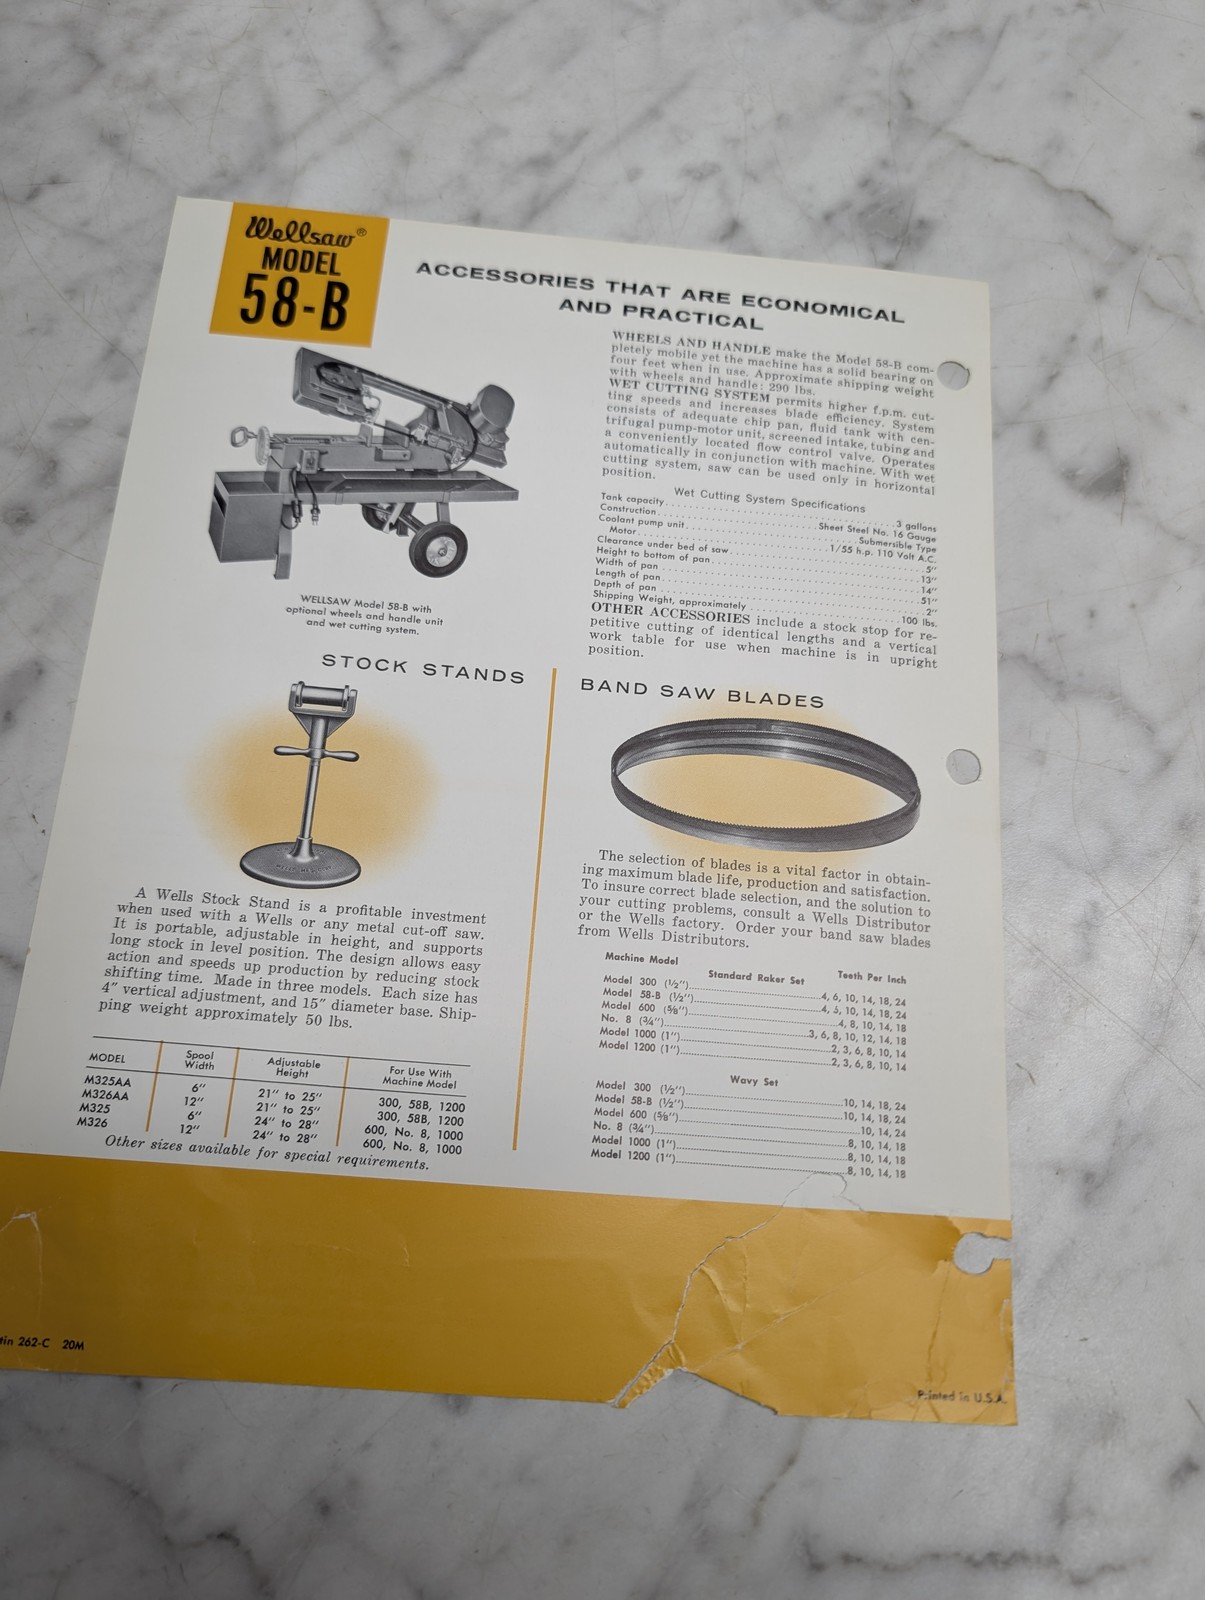 Wellsaw®
MODEL
58-B
ACCESSORIES THAT ARE ECONOMICAL
AND PRACTICAL
WHEELS AND HANDLE make the Model 58-B com-
pletely mobile yet the machine has a solid bearing on
four feet when in use. Approximate shipping weight
with wheels and handle: 290 lbs.
WET CUTTING SYSTEM permits higher f.p.m. cut-
ting speeds and increases blade efficiency. System
consists of adequate chip pan, fluid tank with cen-
trifugal pump-motor unit, screened intake, tubing and
a conveniently located flow control valve. Operates
automatically in conjunction with machine. With wet
cutting system, saw can be used only in horizontal
position.
Wet Cutting System Specifications
Tank capacity 3 gallons
Construction Sheet Steel No. 16 Gauge
Coolant pump unit Submersible Type
Motor 1/55 h.p. 110 Volt A.C.
Clearance under bed of saw 5"
Height to bottom of pan 13"
Width of pan 14"
Length of pan 51"
Depth of pan 2"
Shipping Weight, approximately 100 lbs.
OTHER ACCESSORIES include a stock stop for re-
petitive cutting of identical lengths and a vertical
work table for use when machine is in upright
position.
WELLSAW Model 58-B with
optional wheels and handle unit
and wet cutting system.
STOCK STANDS
A Wells Stock Stand is a profitable investment
when used with a Wells or any metal cut-off saw.
It is portable, adjustable in height, and supports
long stock in level position. The design allows easy
action and speeds up production by reducing stock
shifting time. Made in three models. Each size has
4" vertical adjustment, and 15" diameter base. Ship-
ping weight approximately 50 lbs.
MODEL Spool Width Adjustable Height For Use With Machine Model
M325AA 6" 21" to 25" 300, 58B, 1200
M326AA 12" 21" to 25" 300, 58B, 1200
M325 6" 24" to 28" 600, No. 8, 1000
M326 12" 24" to 28" 600, No. 8, 1000
Other sizes available for special requirements.
BAND SAW BLADES
The selection of blades is a vital factor in obtain-
ing maximum blade life, production and satisfaction.
To insure correct blade selection, and the solution to
your cutting problems, consult a Wells Distributor
or the Wells factory. Order your band saw blades
from Wells Distributors.
Machine Model Standard Raker Set Teeth Per Inch
Model 300 (1/2") 4, 6, 10, 14, 18, 24
Model 58-B (1/2") 4, 5, 10, 14, 18, 24
Model 600 (5/8") 4, 8, 10, 14, 18
No. 8 (3/4") 3, 6, 8, 10, 12, 14, 18
Model 1000 (1") 2, 3, 6, 8, 10, 14
Model 1200 (1") 2, 3, 6, 8, 10, 14
Wavy Set
Model 300 (1/2") 10, 14, 18, 24
Model 58-B (1/2") 10, 14, 18, 24
Model 600 (5/8") 10, 14, 24
No. 8 (3/4") 8, 10, 14, 18
Model 1000 (1") 8, 10, 14, 18
Model 1200 (1") 8, 10, 14, 18
tin 262-C 20M
Printed in U.S.A.